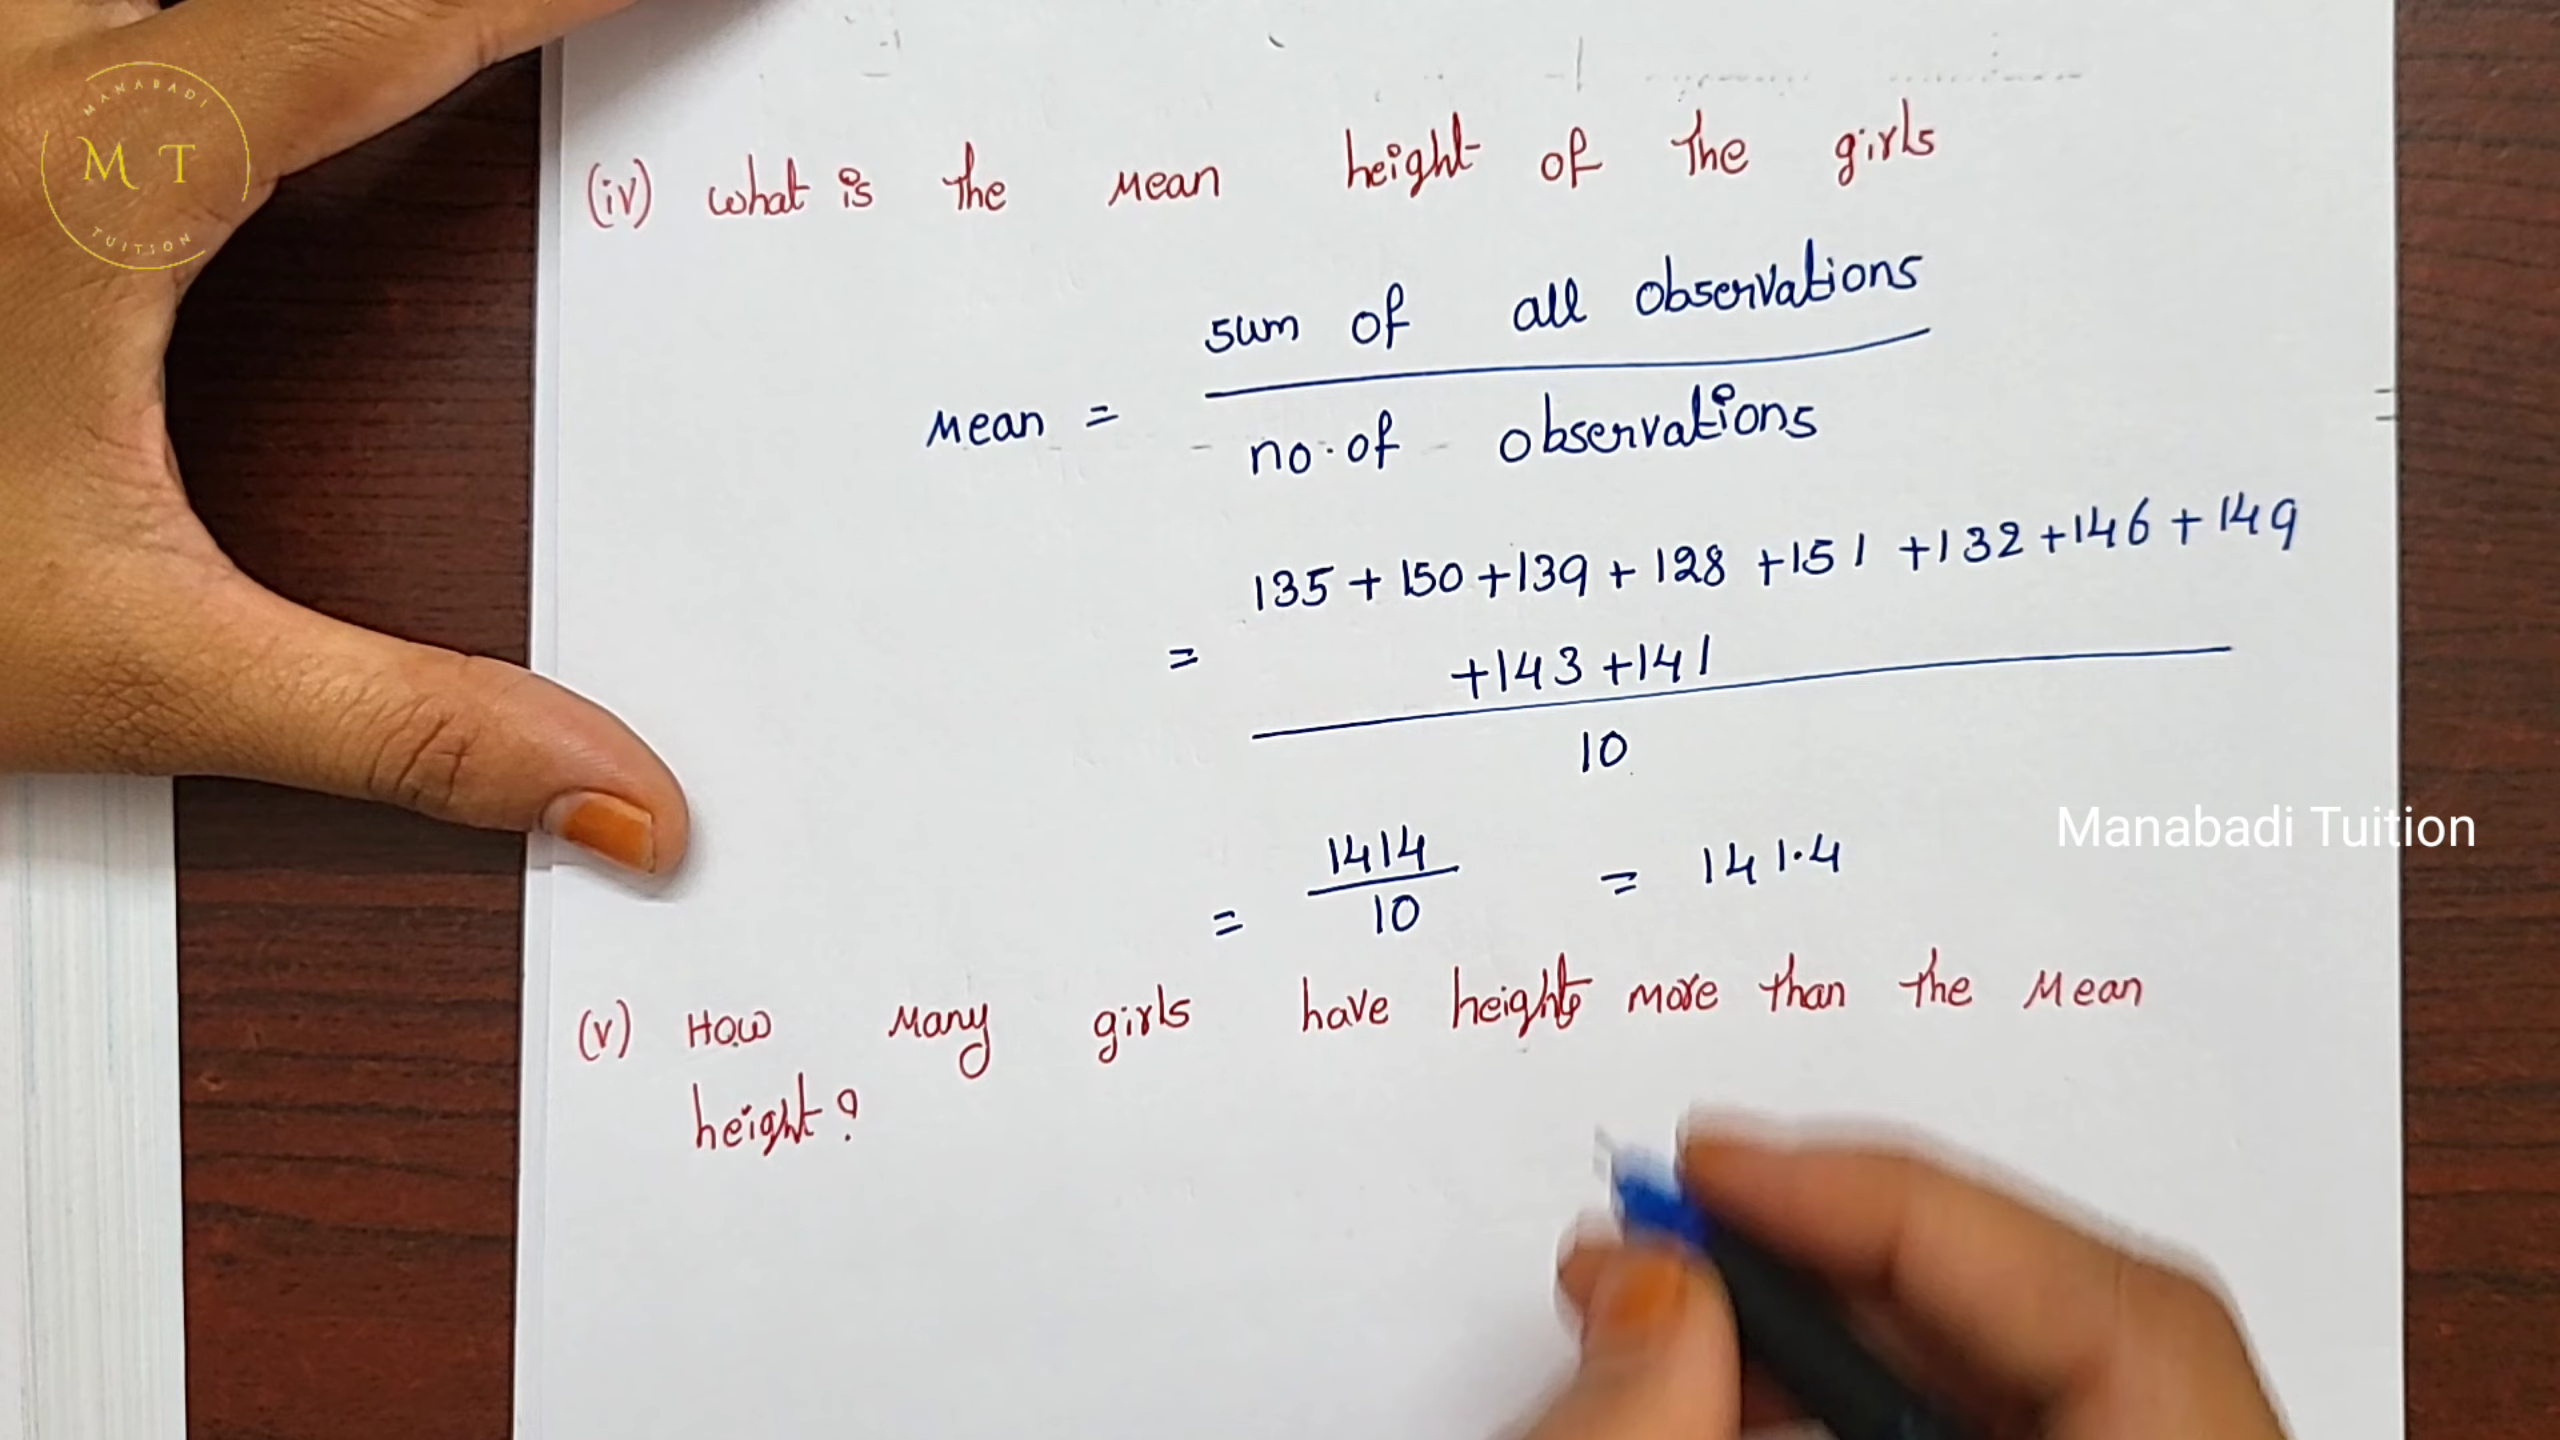 MANABADI
M T
TUITION
(iv) what is the Mean height of the girls
sum of all observations
Mean =
no. of observations
135 + 150 +139 + 128 +151 +132 +146 + 149
=
+143 +141
10
1414
= = 141.4
10
Manabadi Tuition
(v) How Many girls have heights more than the Mean
height?